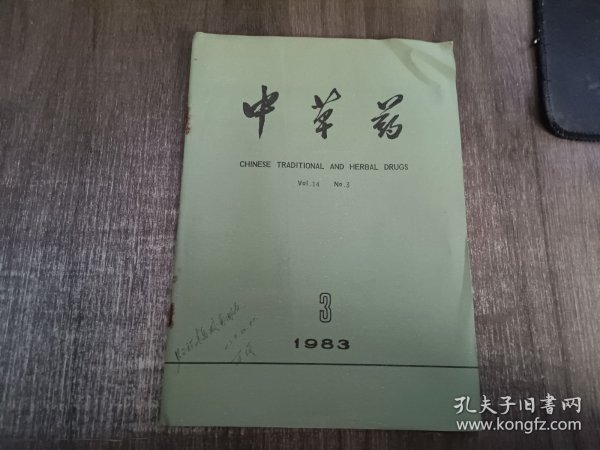 中草药
CHINESE TRADITIONAL AND HERBAL DRUGS
Vol.14 No.3
3
1983
孔夫子旧书网
www.kongfz.com